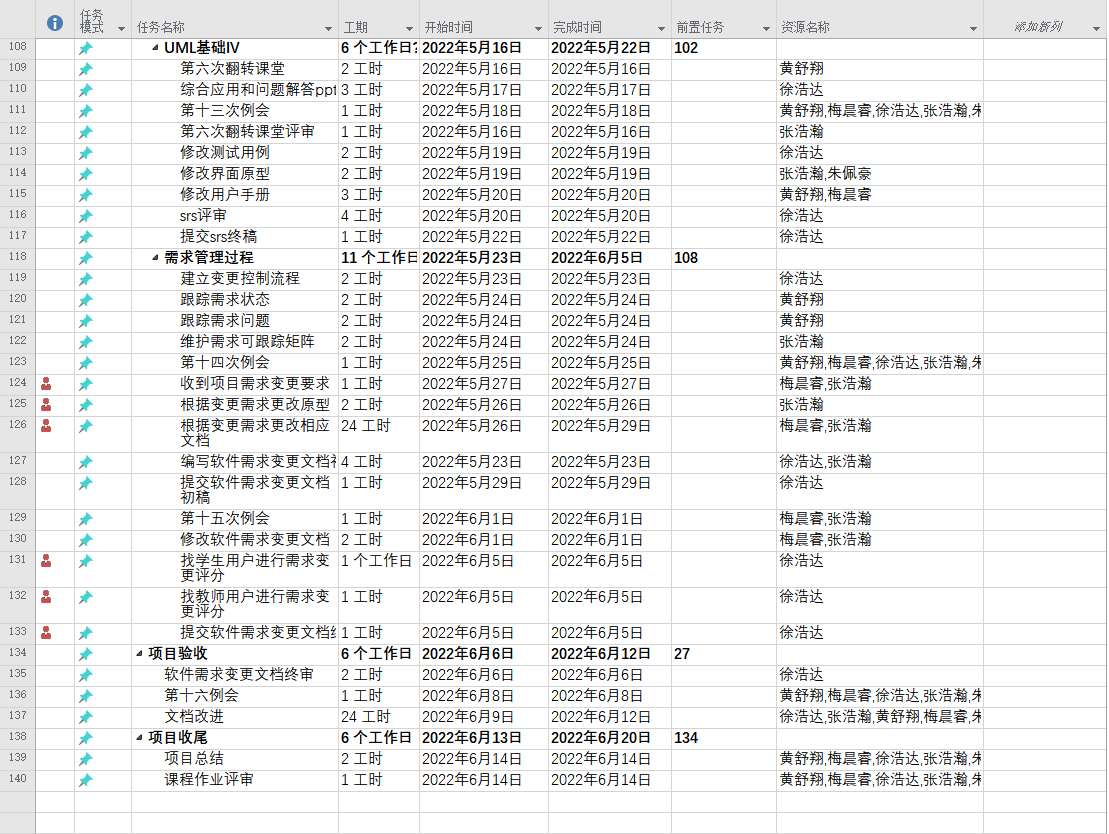 任务模式 任务名称 工期 开始时间 完成时间 前置任务 资源名称 添加新列
108 UML基础IV 6 个工作日? 2022年5月16日 2022年5月22日 102
109 第六次翻转课堂 2 工时 2022年5月16日 2022年5月16日 黄舒翔
110 综合应用和问题解答ppt 3 工时 2022年5月17日 2022年5月17日 徐浩达
111 第十三次例会 1 工时 2022年5月18日 2022年5月18日 黄舒翔,梅晨睿,徐浩达,张浩瀚,朱
112 第六次翻转课堂评审 1 工时 2022年5月16日 2022年5月16日 张浩瀚
113 修改测试用例 2 工时 2022年5月19日 2022年5月19日 徐浩达
114 修改界面原型 2 工时 2022年5月19日 2022年5月19日 张浩瀚,朱佩豪
115 修改用户手册 3 工时 2022年5月20日 2022年5月20日 黄舒翔,梅晨睿
116 srs评审 4 工时 2022年5月20日 2022年5月20日 徐浩达
117 提交srs终稿 1 工时 2022年5月22日 2022年5月22日 徐浩达
118 需求管理过程 11 个工作日 2022年5月23日 2022年6月5日 108
119 建立变更控制流程 2 工时 2022年5月23日 2022年5月23日 徐浩达
120 跟踪需求状态 2 工时 2022年5月24日 2022年5月24日 黄舒翔
121 跟踪需求问题 2 工时 2022年5月24日 2022年5月24日 黄舒翔
122 维护需求可跟踪矩阵 2 工时 2022年5月24日 2022年5月24日 张浩瀚
123 第十四次例会 1 工时 2022年5月25日 2022年5月25日 黄舒翔,梅晨睿,徐浩达,张浩瀚,朱
124 收到项目需求变更要求 1 工时 2022年5月27日 2022年5月27日 梅晨睿,张浩瀚
125 根据变更需求更改原型 2 工时 2022年5月26日 2022年5月26日 张浩瀚
126 根据变更需求更改相应 24 工时 2022年5月26日 2022年5月29日 梅晨睿,张浩瀚
文档
127 编写软件需求变更文档 4 工时 2022年5月23日 2022年5月23日 徐浩达,张浩瀚
128 提交软件需求变更文档 1 工时 2022年5月29日 2022年5月29日 徐浩达
初稿
129 第十五次例会 1 工时 2022年6月1日 2022年6月1日 梅晨睿,张浩瀚
130 修改软件需求变更文档 2 工时 2022年6月1日 2022年6月1日 梅晨睿,张浩瀚
131 找学生用户进行需求变 1 个工作日 2022年6月5日 2022年6月5日 徐浩达
更评分
132 找教师用户进行需求变 1 工时 2022年6月5日 2022年6月5日 徐浩达
更评分
133 提交软件需求变更文档 1 工时 2022年6月5日 2022年6月5日 徐浩达
134 项目验收 6 个工作日 2022年6月6日 2022年6月12日 27
135 软件需求变更文档终审 2 工时 2022年6月6日 2022年6月6日 徐浩达
136 第十六例会 1 工时 2022年6月8日 2022年6月8日 黄舒翔,梅晨睿,徐浩达,张浩瀚,朱
137 文档改进 24 工时 2022年6月9日 2022年6月12日 徐浩达,张浩瀚,黄舒翔,梅晨睿,朱
138 项目收尾 6 个工作日 2022年6月13日 2022年6月20日 134
139 项目总结 2 工时 2022年6月14日 2022年6月14日 黄舒翔,梅晨睿,徐浩达,张浩瀚,朱
140 课程作业评审 1 工时 2022年6月14日 2022年6月14日 黄舒翔,梅晨睿,徐浩达,张浩瀚,朱